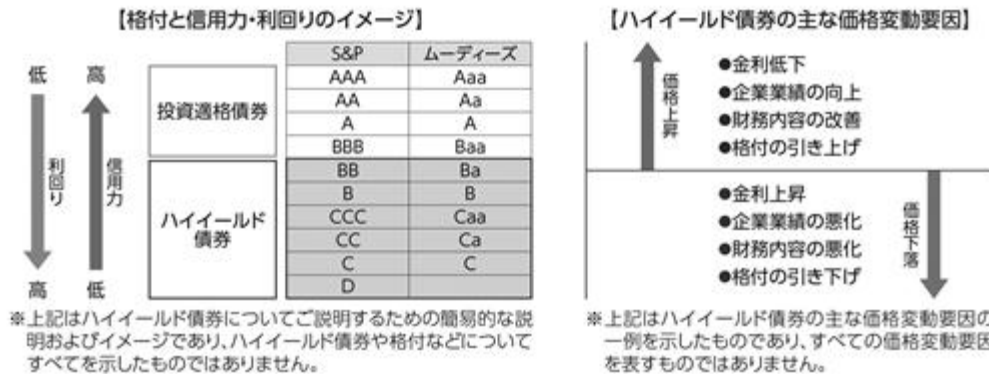 【格付と信用力・利回りのイメージ】
低 高
利回り
信用力
高 低
投資適格債券
ハイイールド
債券
S&P ムーディーズ
AAA Aaa
AA Aa
A A
BBB Baa
BB Ba
B B
CCC Caa
CC Ca
C C
D
※上記はハイイールド債券についてご説明するための簡易的な説
明およびイメージであり、ハイイールド債券や格付などについて
すべてを示したものではありません。
【ハイイールド債券の主な価格変動要因】
価格上昇
●金利低下
●企業業績の向上
●財務内容の改善
●格付の引き上げ
●金利上昇
●企業業績の悪化
●財務内容の悪化
●格付の引き下げ
価格下落
※上記はハイイールド債券の主な価格変動要因の
一例を示したものであり、すべての価格変動要因
を表すものではありません。